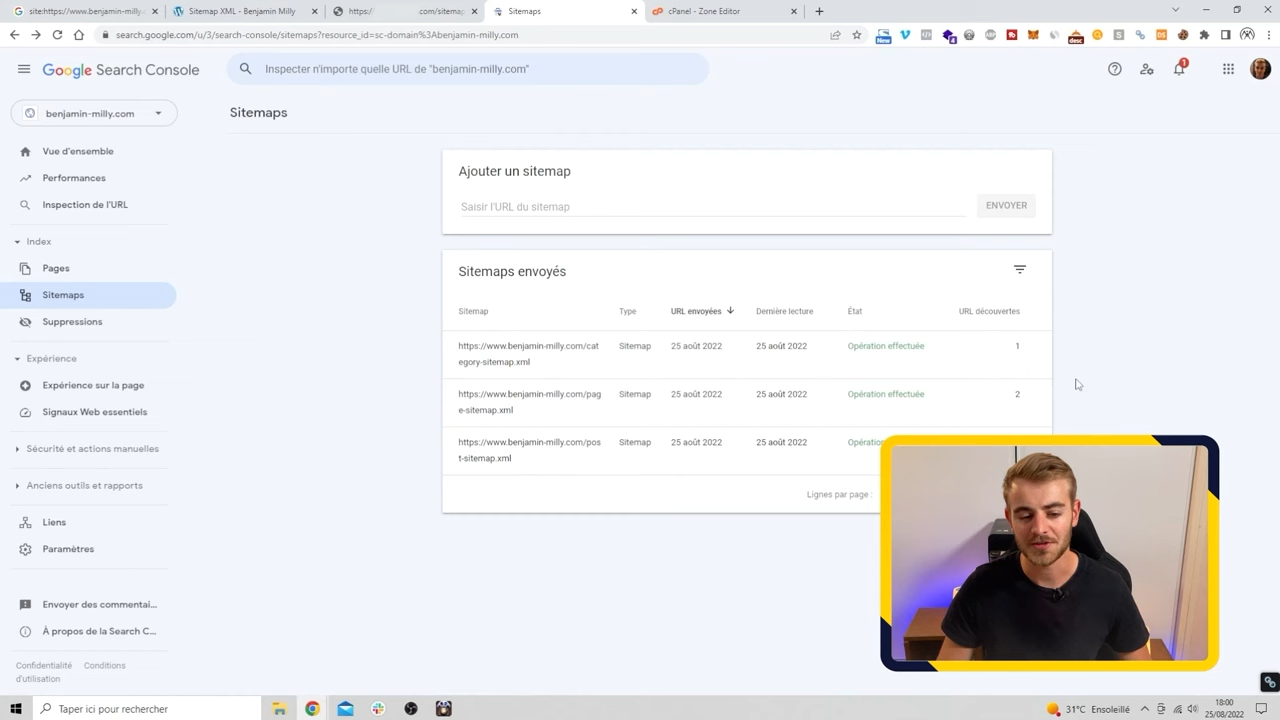 site:https://www.benjamin-milly.c
Sitemap XML - Benjamin Milly
https://
com/sitemap
Sitemaps
cPanel - Zone Editor
search.google.com/u/3/search-console/sitemaps?resource_id=sc-domain%3Abenjamin-milly.com
New
desc
Google Search Console
Inspecter n'importe quelle URL de "benjamin-milly.com"
1
benjamin-milly.com
Sitemaps
Vue d'ensemble
Performances
Inspection de l'URL
Index
Pages
Sitemaps
Suppressions
Expérience
Expérience sur la page
Signaux Web essentiels
Sécurité et actions manuelles
Anciens outils et rapports
Liens
Paramètres
Envoyer des commentai...
À propos de la Search C...
Confidentialité Conditions
d'utilisation
Ajouter un sitemap
Saisir l'URL du sitemap
ENVOYER
Sitemaps envoyés
Sitemap Type URL envoyées Dernière lecture État URL découvertes
https://www.benjamin-milly.com/cat
egory-sitemap.xml Sitemap 25 août 2022 25 août 2022 Opération effectuée 1
https://www.benjamin-milly.com/pag
e-sitemap.xml Sitemap 25 août 2022 25 août 2022 Opération effectuée 2
https://www.benjamin-milly.com/pos
t-sitemap.xml Sitemap 25 août 2022 25 août 2022 Opératio
Lignes par page :
Taper ici pour rechercher
31°C Ensoleillé
18:00
25/08/2022